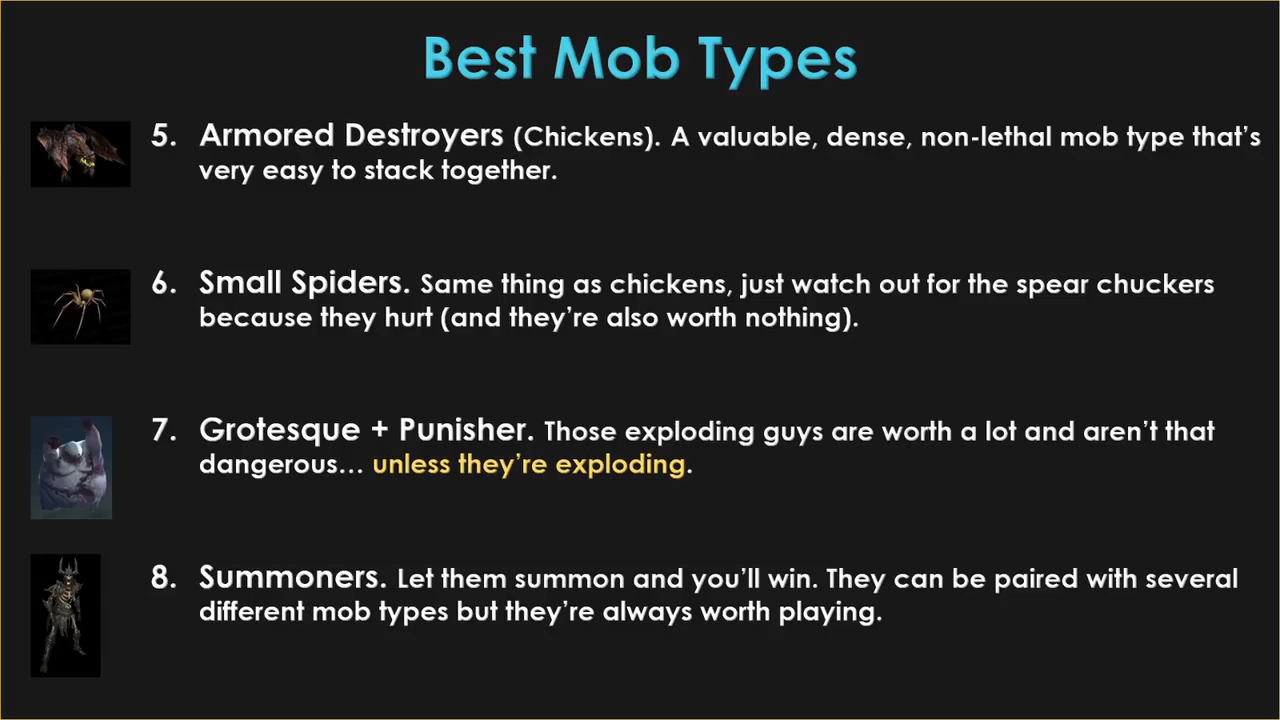 Best Mob Types
5. Armored Destroyers (Chickens). A valuable, dense, non-lethal mob type that's
very easy to stack together.
6. Small Spiders. Same thing as chickens, just watch out for the spear chuckers
because they hurt (and they're also worth nothing).
7. Grotesque + Punisher. Those exploding guys are worth a lot and aren't that
dangerous... unless they're exploding.
8. Summoners. Let them summon and you'll win. They can be paired with several
different mob types but they're always worth playing.